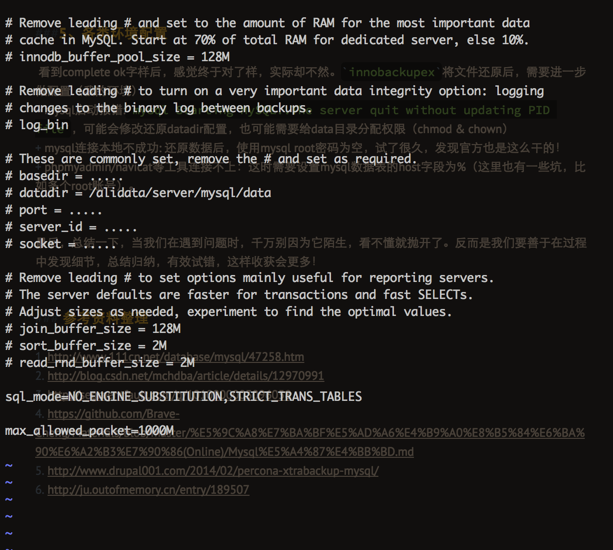 # Remove leading # and set to the amount of RAM for the most important data
# cache in MySQL. Start at 70% of total RAM for dedicated server, else 10%.
# innodb_buffer_pool_size = 128M
看到complete ok字样后，感觉终于对了样，实际却不然。`innobackupex`将文件还原后，需要进一步
# Remove leading # to turn on a very important data integrity option: logging
# changes to the binary log between backups.
server quit without updating PID
# log_bin
，可能会修改还原datadir配置，也可能需要给data目录分配权限（chmod & chown）
mysql连接本地不成功: 还原数据后，使用mysql root密码为空，试了很久，发现官方也是这么干的！
# These are commonly set, remove the # and set as required.
phpmyadmin/navicat等工具连接不上：这时需要设置mysql数据表的host字段为%（这里也有一些坑，比
# basedir = .....
# datadir = /alidata/server/mysql/data
# port = .....
# server_id = .....
# socket = .....
总结一下，当我们在遇到问题时，千万别因为它陌生，看不懂就抛开了。反而是我们要善于在过程
中发现细节，总结归纳，有效试错，这样收获会更多！
# Remove leading # to set options mainly useful for reporting servers.
# The server defaults are faster for transactions and fast SELECTs.
# Adjust sizes as needed, experiment to find the optimal values.
参考资料整理
# join_buffer_size = 128M
# sort_buffer_size = 2M
1. http://www.111cn.net/database/mysql/47258.htm
# read_rnd_buffer_size = 2M
2. http://blog.csdn.net/mchdba/article/details/12970991
sql_mode=NO_ENGINE_SUBSTITUTION,STRICT_TRANS_TABLES
4. https://github.com/Brave-
max_allowed_packet=1000M
/%E5%9C%A8%E7%BA%BF%E5%AD%A6%E4%B9%A0%E8%B5%84%E6%BA%
90%E6%A2%B3%E7%90%86(Online)/Mysql%E5%A4%87%E4%BB%BD.md
~
5. http://www.drupal001.com/2014/02/percona-xtrabackup-mysql/
~
6. http://ju.outofmemory.cn/entry/189507
~
~
~
~